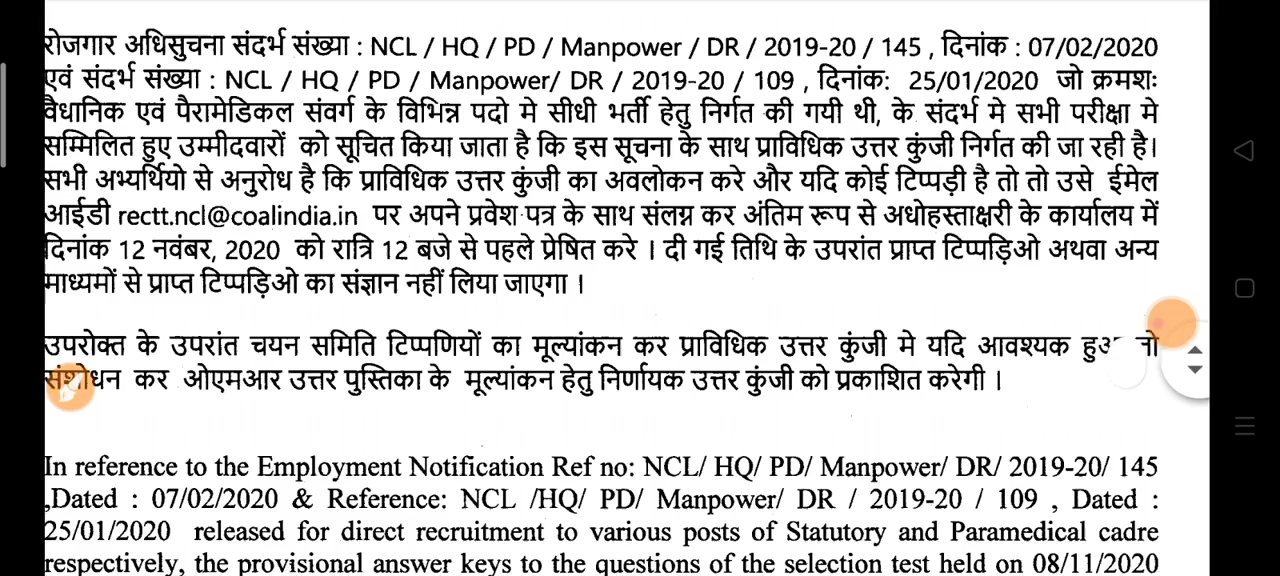 रोजगार अधिसुचना संदर्भ संख्या : NCL / HQ / PD / Manpower / DR / 2019-20 / 145 , दिनांक : 07/02/2020
एवं संदर्भ संख्या : NCL / HQ / PD / Manpower/ DR / 2019-20 / 109 , दिनांक: 25/01/2020 जो क्रमशः
वैधानिक एवं पैरामेडिकल संवर्ग के विभिन्न पदो मे सीधी भर्ती हेतु निर्गत की गयी थी, के संदर्भ मे सभी परीक्षा मे
सम्मिलित हुए उम्मीदवारों को सूचित किया जाता है कि इस सूचना के साथ प्राविधिक उत्तर कुंजी निर्गत की जा रही है।
सभी अभ्यर्थियो से अनुरोध है कि प्राविधिक उत्तर कुंजी का अवलोकन करे और यदि कोई टिप्पड़ी है तो तो उसे ईमेल
आईडी rectt.ncl@coalindia.in पर अपने प्रवेश पत्र के साथ संलग्न कर अंतिम रूप से अधोहस्ताक्षरी के कार्यालय में
दिनांक 12 नवंबर, 2020 को रात्रि 12 बजे से पहले प्रेषित करे । दी गई तिथि के उपरांत प्राप्त टिप्पड़िओ अथवा अन्य
माध्यमों से प्राप्त टिप्पड़िओ का संज्ञान नहीं लिया जाएगा ।
उपरोक्त के उपरांत चयन समिति टिप्पणियों का मूल्यांकन कर प्राविधिक उत्तर कुंजी मे यदि आवश्यक हुआ तो
संशोधन कर ओएमआर उत्तर पुस्तिका के मूल्यांकन हेतु निर्णायक उत्तर कुंजी को प्रकाशित करेगी ।
In reference to the Employment Notification Ref no: NCL/ HQ/ PD/ Manpower/ DR/ 2019-20/ 145
,Dated : 07/02/2020 & Reference: NCL /HQ/ PD/ Manpower/ DR / 2019-20 / 109 , Dated :
25/01/2020 released for direct recruitment to various posts of Statutory and Paramedical cadre
respectively, the provisional answer keys to the questions of the selection test held on 08/11/2020